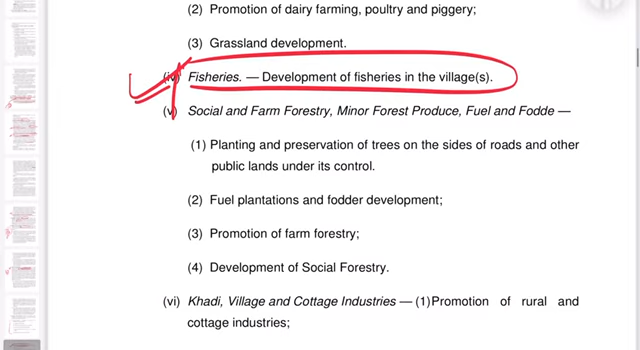 (2) Promotion of dairy farming, poultry and piggery;
(3) Grassland development.
(iv) Fisheries. — Development of fisheries in the village(s).
(v) Social and Farm Forestry, Minor Forest Produce, Fuel and Fodde —
(1) Planting and preservation of trees on the sides of roads and other
public lands under its control.
(2) Fuel plantations and fodder development;
(3) Promotion of farm forestry;
(4) Development of Social Forestry.
(vi) Khadi, Village and Cottage Industries — (1)Promotion of rural and
cottage industries;